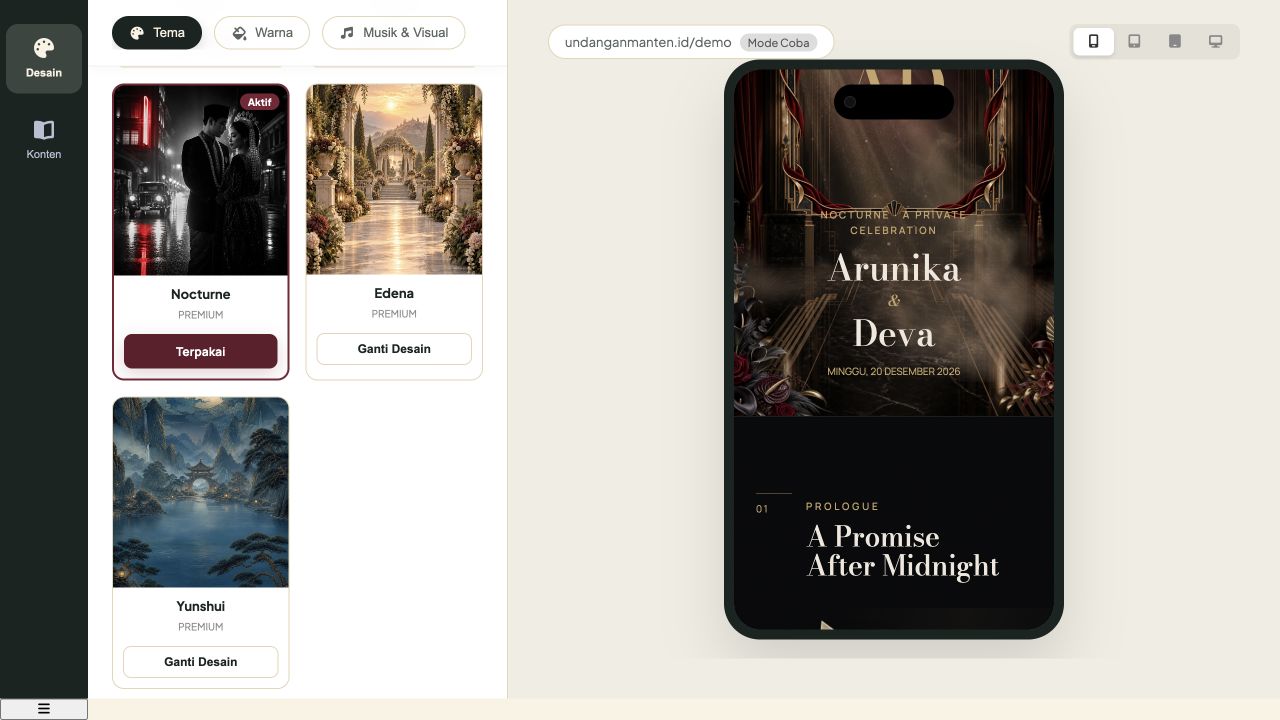 Desain
Konten
Tema
Warna
Musik & Visual
Aktif
Nocturne
PREMIUM
Terpakai
Edena
PREMIUM
Ganti Desain
Yunshui
PREMIUM
Ganti Desain
undanganmanten.id/demo
Mode Coba
NOCTURNE A PRIVATE
CELEBRATION
Arunika
&
Deva
MINGGU, 20 DESEMBER 2026
01
PROLOGUE
A Promise
After Midnight